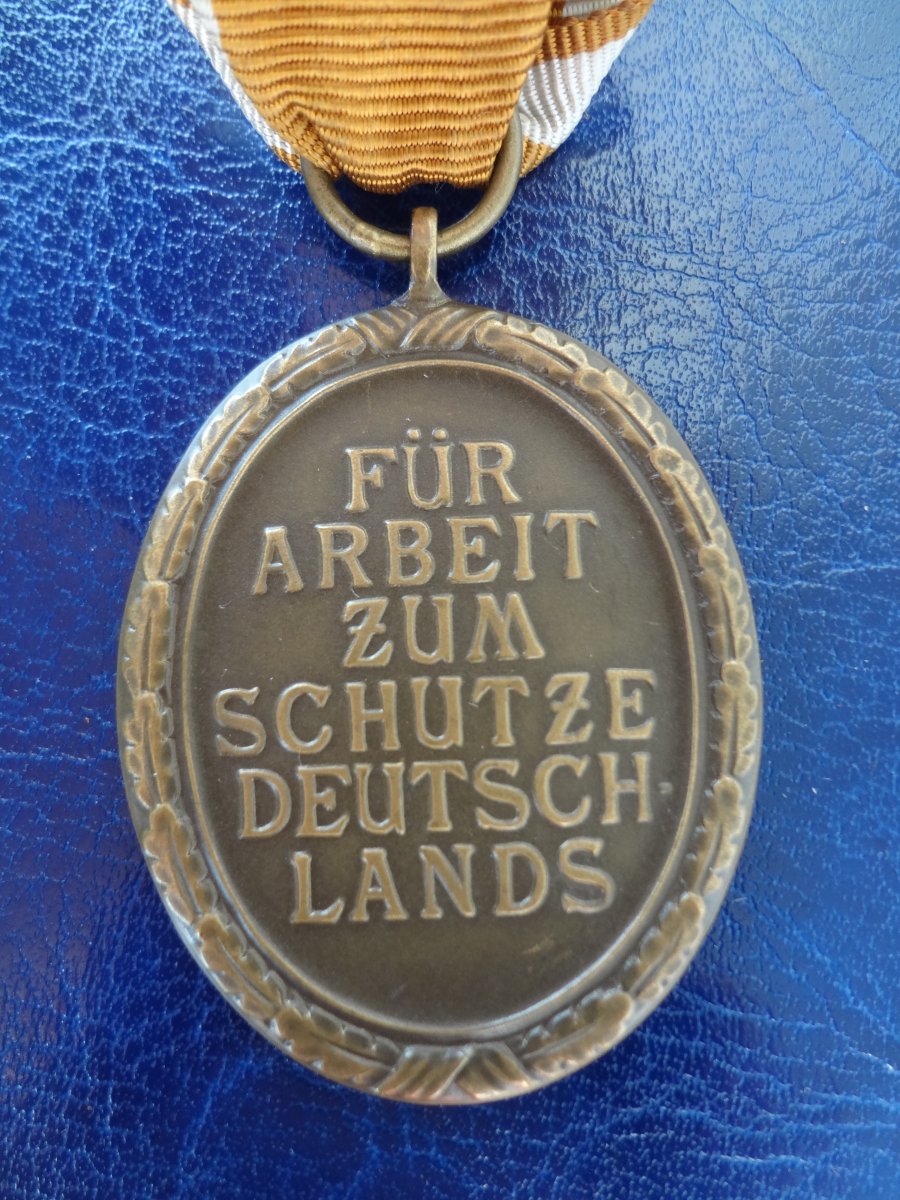 FÜR
ARBEIT
ZUM
SCHUTZE
DEUTSCH-
LANDS